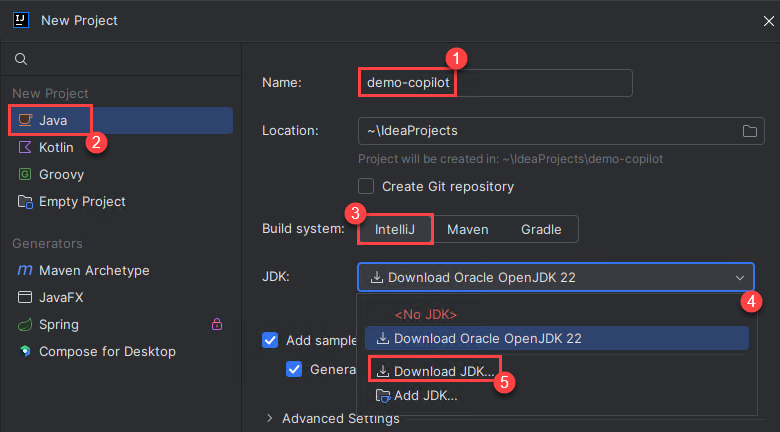 New Project
1
Name:
demo-copilot
New Project
Java
2
Kotlin
Groovy
Empty Project
Location:
~\IdeaProjects
Project will be created in: ~\IdeaProjects\demo-copilot
Create Git repository
3
Build system:
IntelliJ
Maven
Gradle
Generators
Maven Archetype
JavaFX
Spring
Compose for Desktop
JDK:
Download Oracle OpenJDK 22
4
<No JDK>
Download Oracle OpenJDK 22
Download JDK...
5
Add JDK...
Add sample
Genera
Advanced Settings